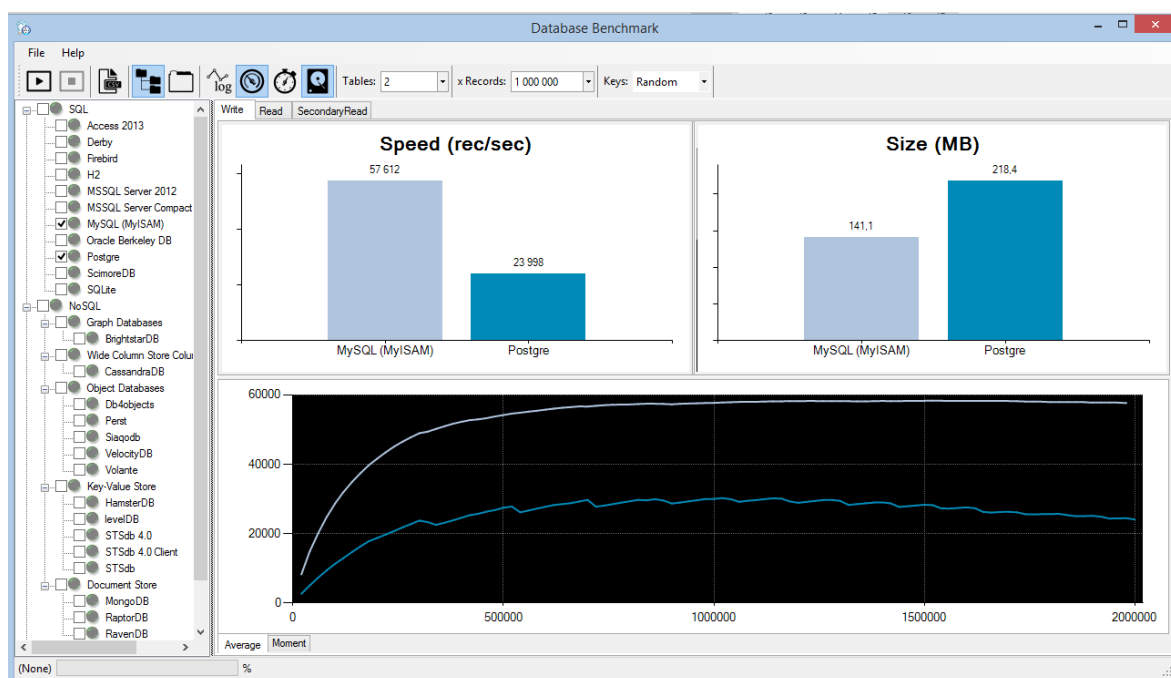 Database Benchmark
File Help
CSV log Tables: 2 x Records: 1 000 000 Keys: Random
SQL
Access 2013
Derby
Firebird
H2
MSSQL Server 2012
MSSQL Server Compact
MySQL (MyISAM)
Oracle Berkeley DB
Postgre
ScimoreDB
SQLite
NoSQL
Graph Databases
BrightstarDB
Wide Column Store Colu
CassandraDB
Object Databases
Db4objects
Perst
Siaqodb
VelocityDB
Volante
Key-Value Store
HamsterDB
levelDB
STSdb 4.0
STSdb 4.0 Client
STSdb
Document Store
MongoDB
RaptorDB
RavenDB
Write Read SecondaryRead
Speed (rec/sec)
57 612
23 998
MySQL (MyISAM) Postgre
Size (MB)
218,4
141,1
MySQL (MyISAM) Postgre
60000
40000
20000
0
0 500000 1000000 1500000 2000000
Average Moment
(None) %